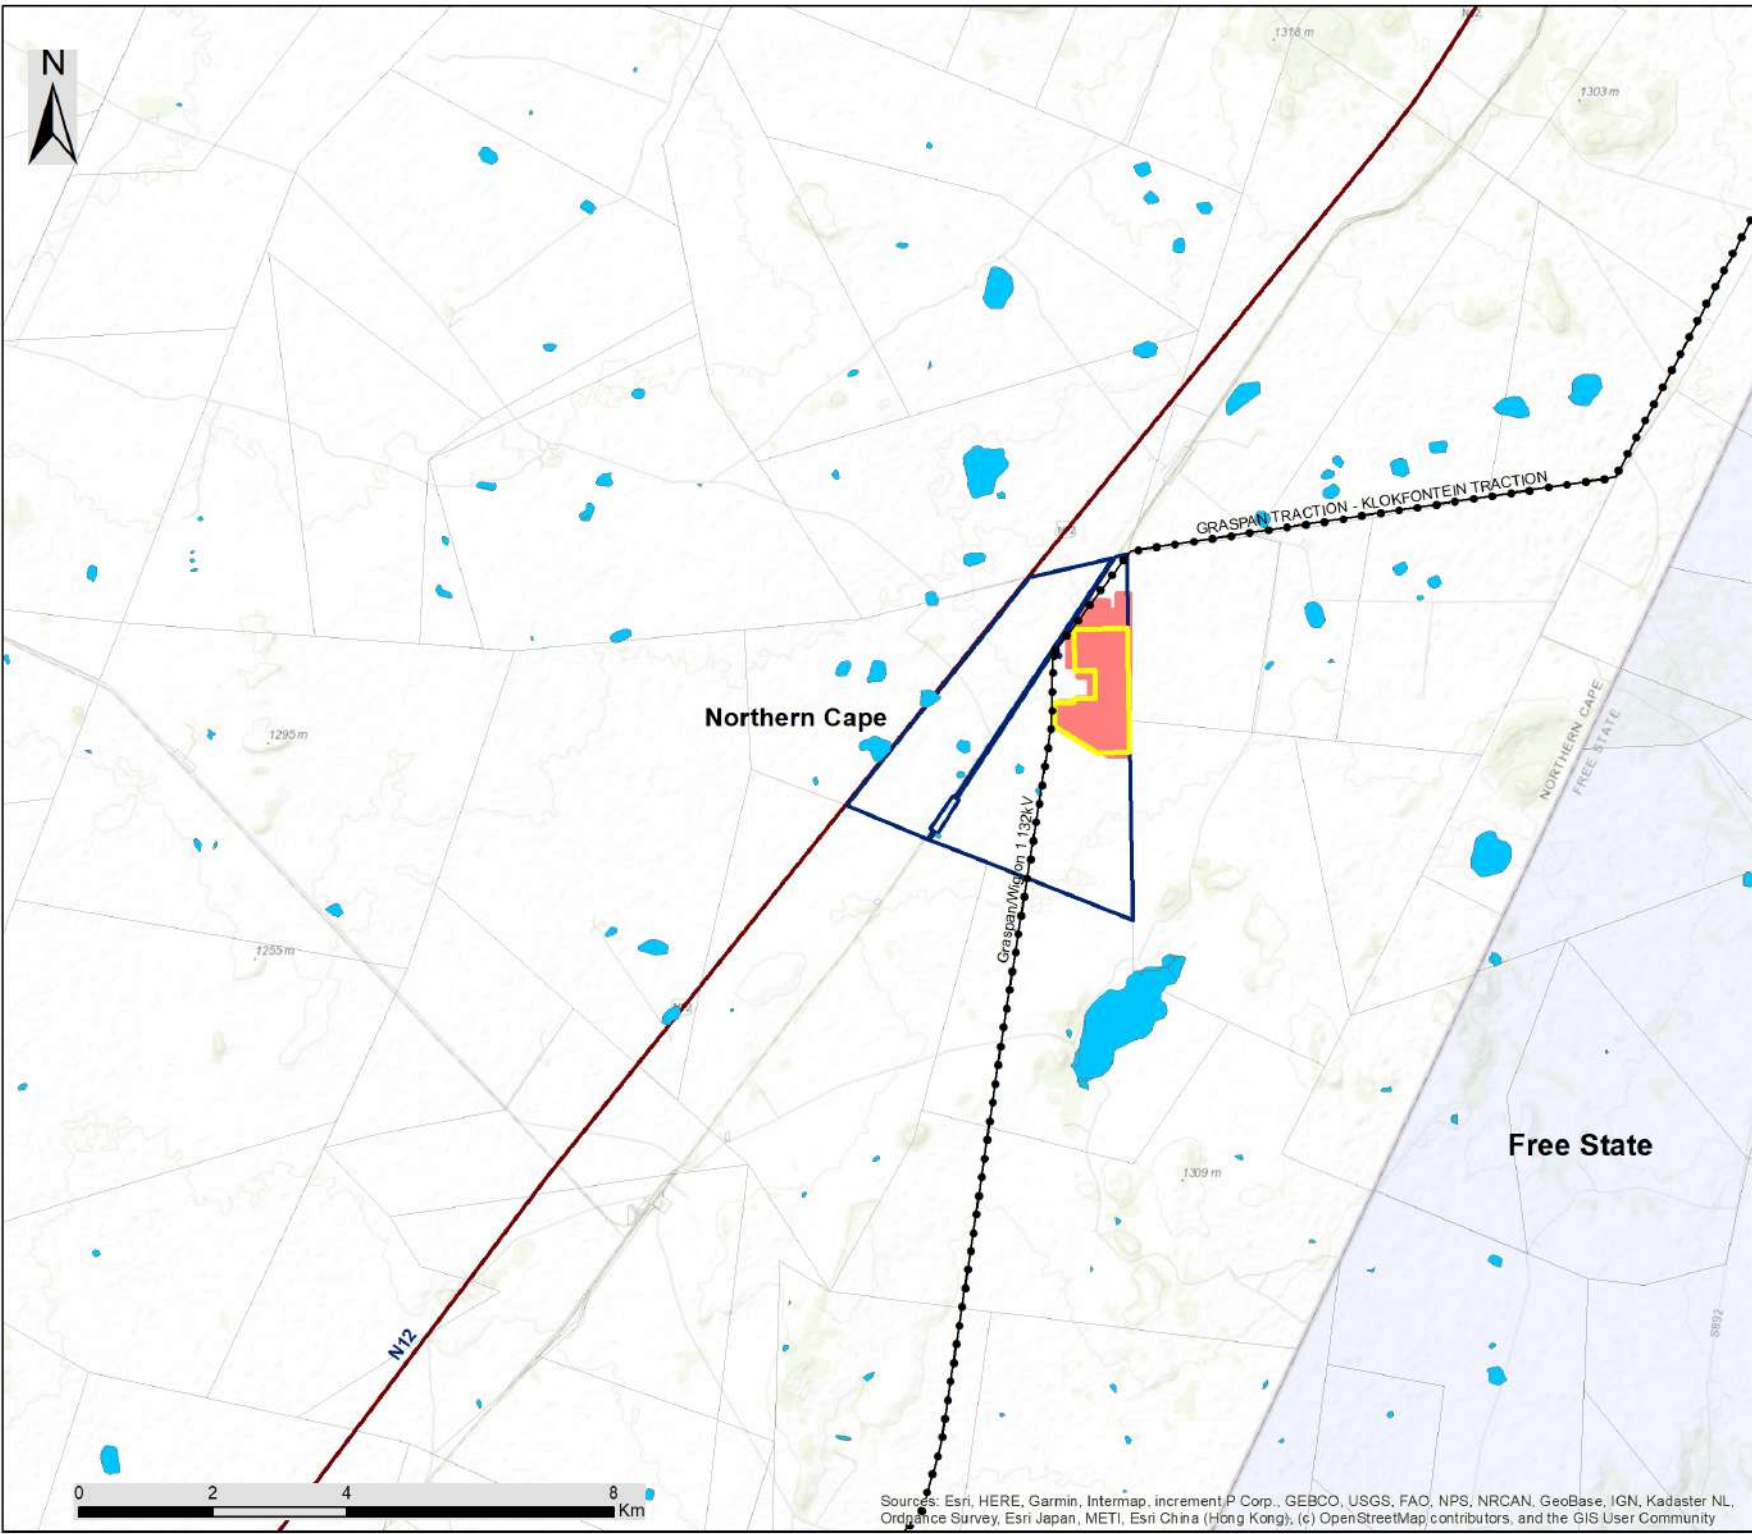 N
N12
1318 m
1303 m
GRASPAN TRACTION - KLOKFONTEIN TRACTION
Northern Cape
NORTHERN CAPE
FREE STATE
1295 m
Graspan/Wigton 1 132kV
1255 m
Free State
1309 m
S892
N12
0 2 4 8
Km
Sources: Esri, HERE, Garmin, Intermap, increment P Corp., GEBCO, USGS, FAO, NPS, NRCAN, GeoBase, IGN, Kadaster NL,
Ordnance Survey, Esri Japan, METI, Esri China (Hong Kong), (c) OpenStreetMap contributors, and the GIS User Community